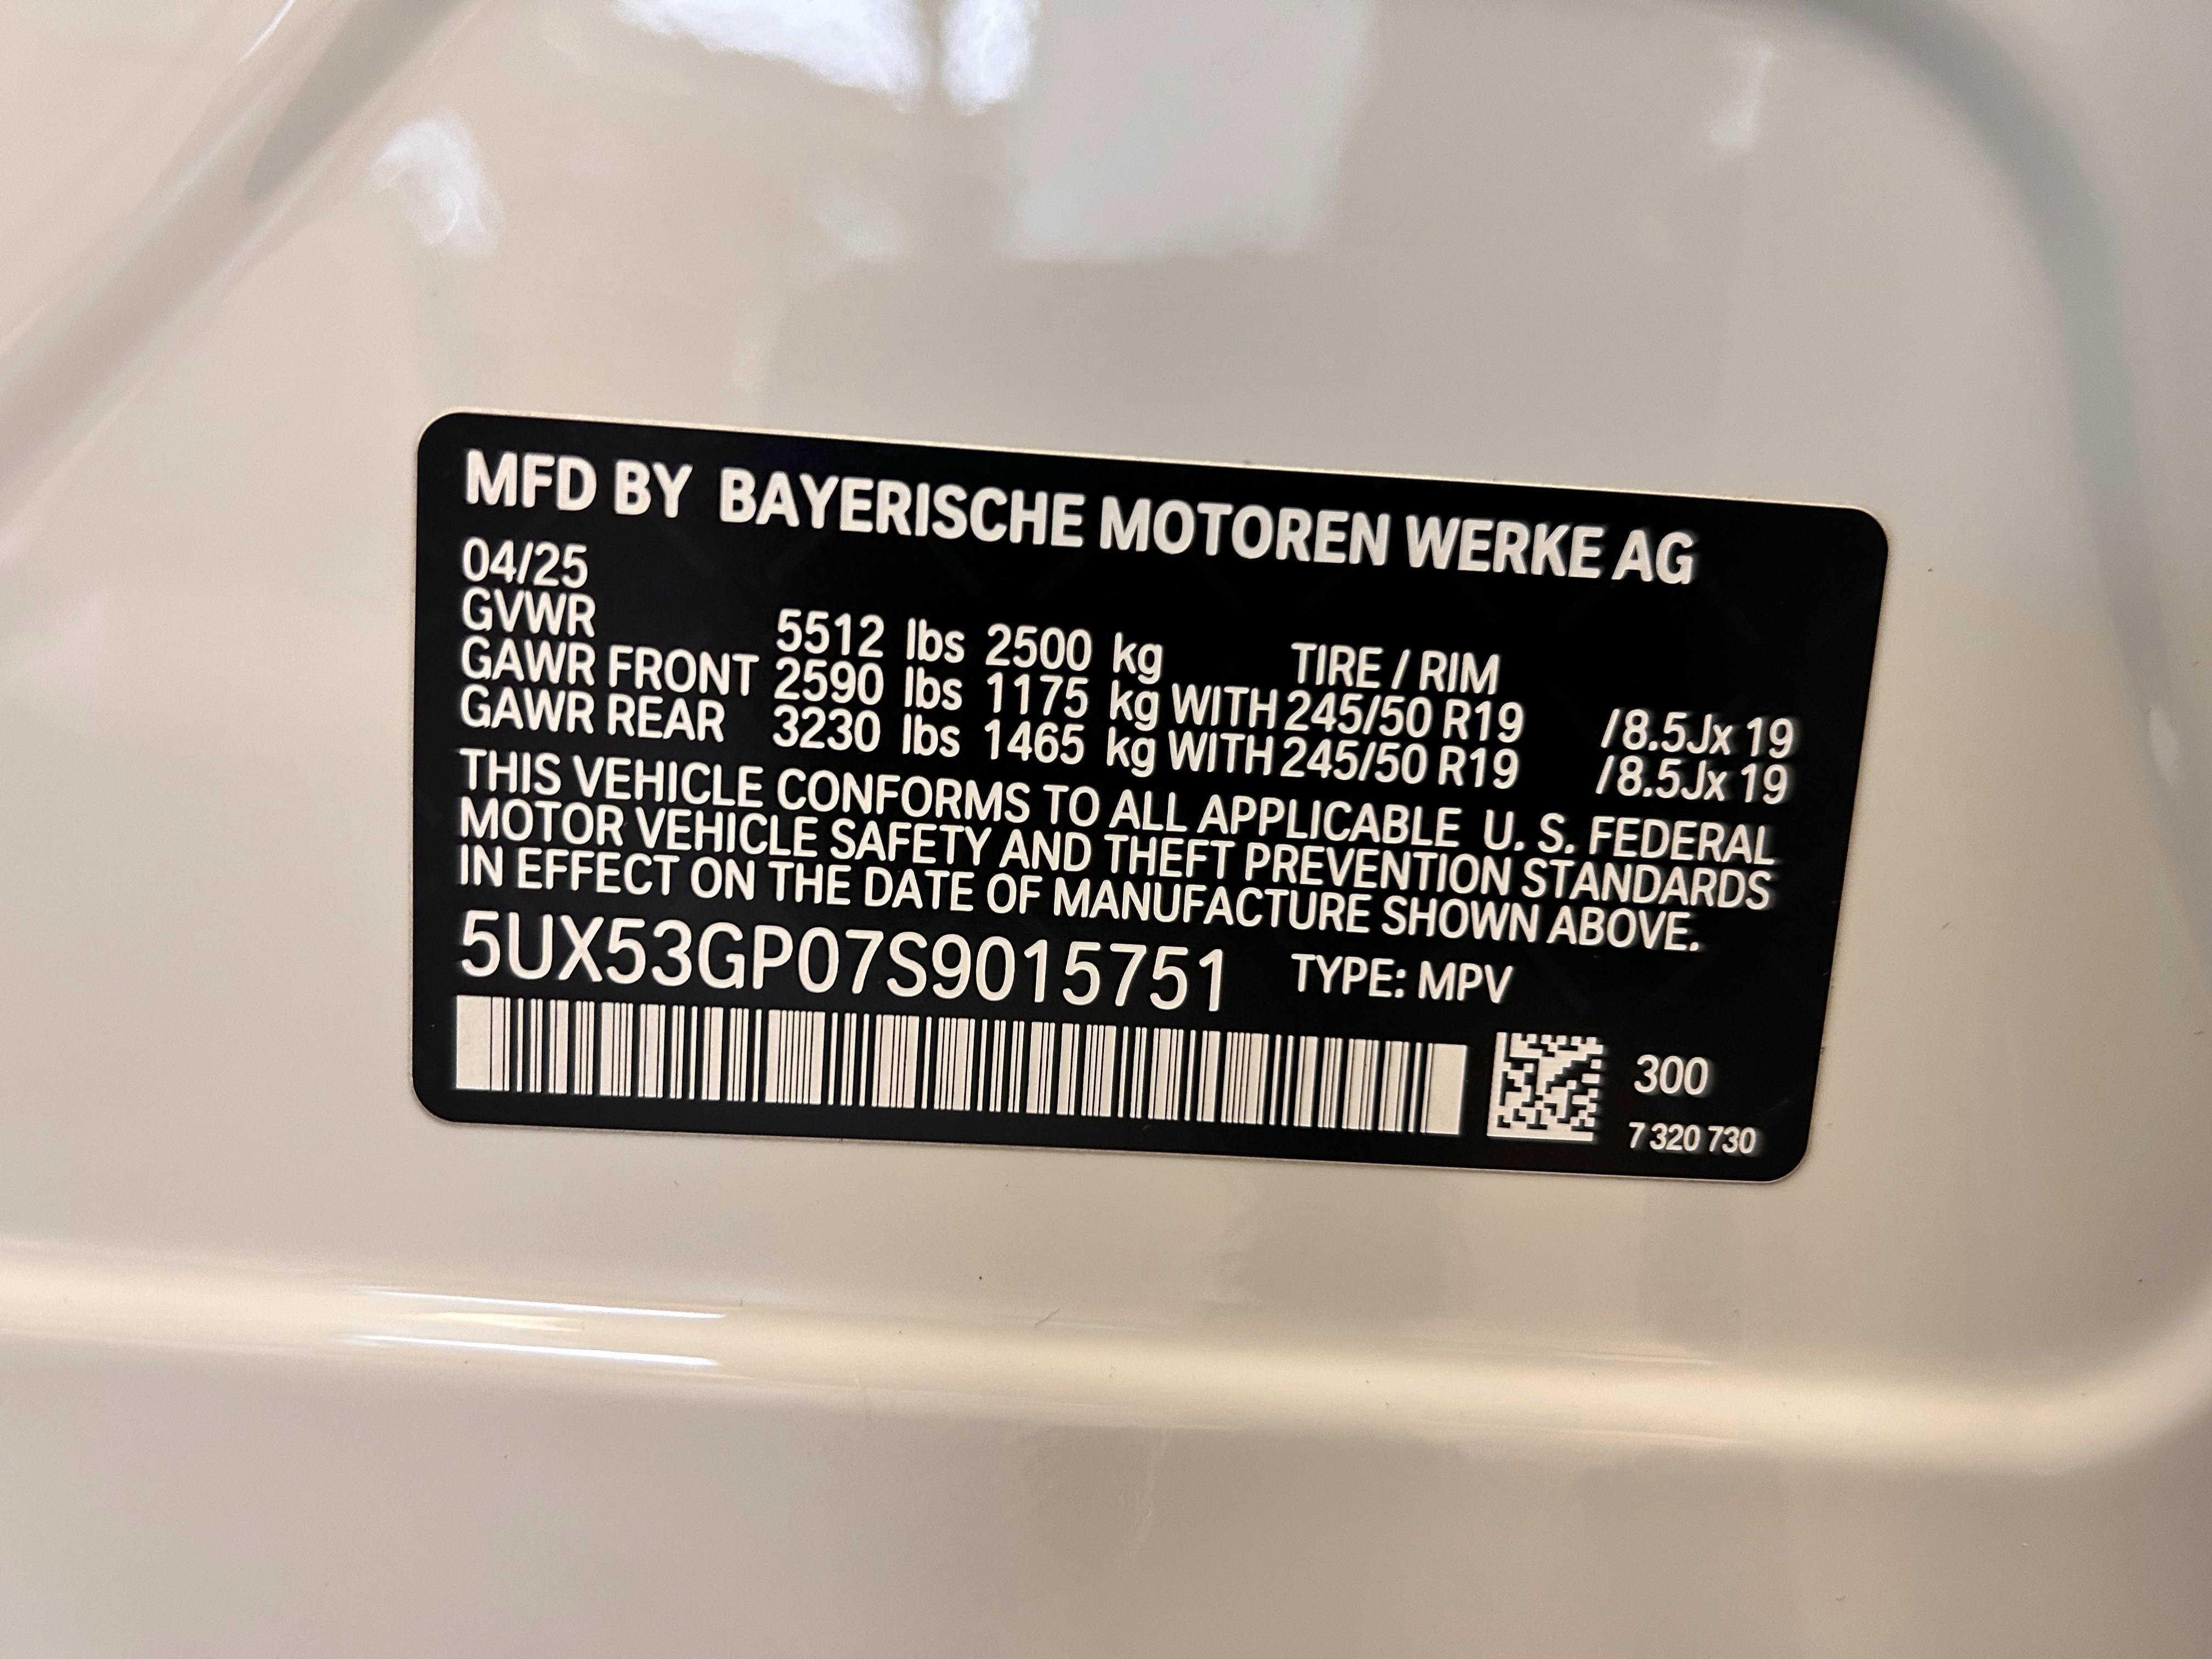 MFD BY BAYERISCHE MOTOREN WERKE AG
04/25
GVWR 5512 lbs 2500 kg TIRE / RIM
GAWR FRONT 2590 lbs 1175 kg WITH 245/50 R19 /8.5Jx 19
GAWR REAR 3230 lbs 1465 kg WITH 245/50 R19 /8.5Jx 19
THIS VEHICLE CONFORMS TO ALL APPLICABLE U. S. FEDERAL
MOTOR VEHICLE SAFETY AND THEFT PREVENTION STANDARDS
IN EFFECT ON THE DATE OF MANUFACTURE SHOWN ABOVE.
5UX53GP07S9015751 TYPE: MPV
300
7 320 730